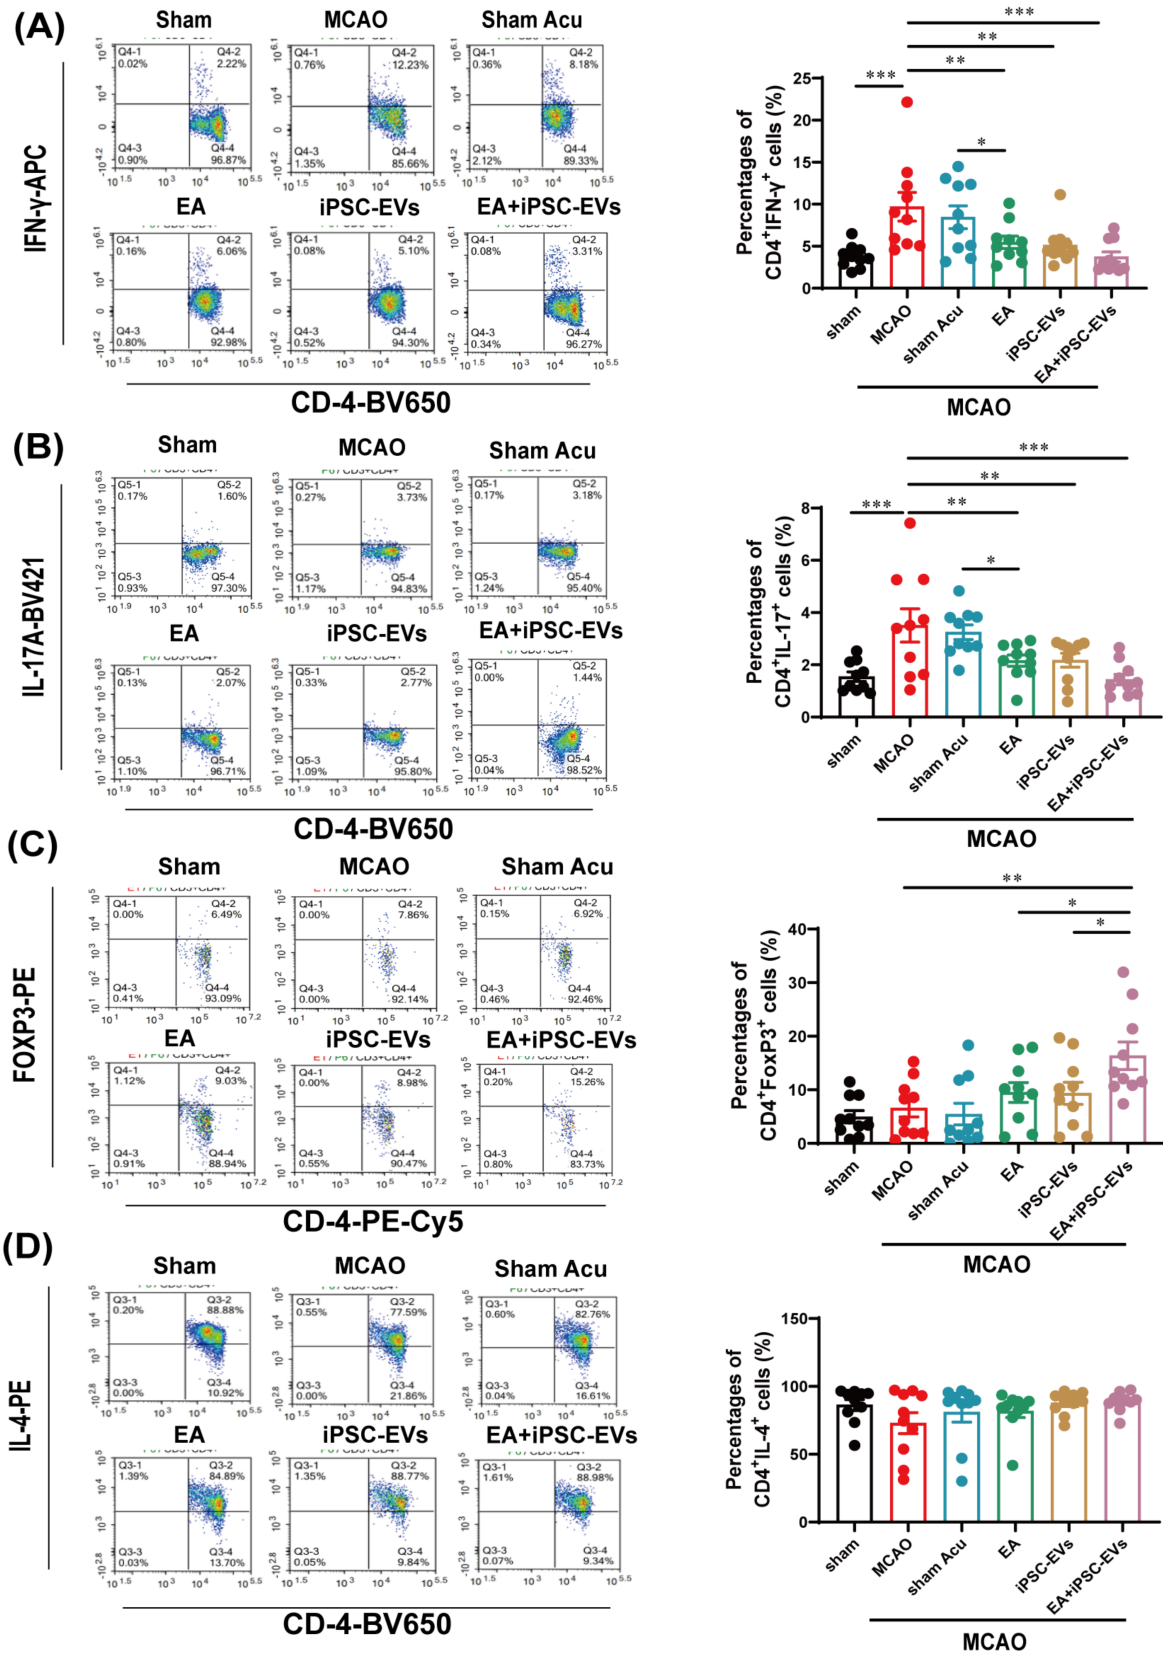 (A)
Sham
MCAO
Sham Acu
Q4-1
0.02%
Q4-2
2.22%
Q4-3
0.90%
Q4-4
96.87%
Q4-1
0.76%
Q4-2
12.23%
Q4-3
1.35%
Q4-4
85.66%
Q4-1
0.36%
Q4-2
8.18%
Q4-3
2.12%
Q4-4
89.33%
EA
iPSC-EVs
EA+iPSC-EVs
Q4-1
0.16%
Q4-2
6.06%
Q4-3
0.80%
Q4-4
92.98%
Q4-1
0.08%
Q4-2
5.10%
Q4-3
0.52%
Q4-4
94.30%
Q4-1
0.08%
Q4-2
3.31%
Q4-3
0.34%
Q4-4
96.27%
IFN-γ-APC
CD-4-BV650
***
**
**
***
*
Percentages of
CD4+IFN-γ+ cells (%)
25
20
15
10
5
0
sham
MCAO
sham Acu
EA
iPSC-EVs
EA+iPSC-EVs
MCAO
(B)
Sham
MCAO
Sham Acu
Q5-1
0.17%
Q5-2
1.60%
Q5-3
0.93%
Q5-4
97.30%
Q5-1
0.27%
Q5-2
3.73%
Q5-3
1.17%
Q5-4
94.83%
Q5-1
0.17%
Q5-2
3.18%
Q5-3
1.24%
Q5-4
95.40%
EA
iPSC-EVs
EA+iPSC-EVs
Q5-1
0.13%
Q5-2
2.07%
Q5-3
1.10%
Q5-4
96.71%
Q5-1
0.33%
Q5-2
2.77%
Q5-3
1.09%
Q5-4
95.80%
Q5-1
0.00%
Q5-2
1.44%
Q5-3
0.04%
Q5-4
98.52%
IL-17A-BV421
CD-4-BV650
***
**
***
**
*
Percentages of
CD4+IL-17+ cells (%)
8
6
4
2
0
sham
MCAO
sham Acu
EA
iPSC-EVs
EA+iPSC-EVs
MCAO
(C)
Sham
MCAO
Sham Acu
Q4-1
0.00%
Q4-2
6.49%
Q4-3
0.41%
Q4-4
93.09%
Q4-1
0.00%
Q4-2
7.86%
Q4-3
0.00%
Q4-4
92.14%
Q4-1
0.15%
Q4-2
6.92%
Q4-3
0.46%
Q4-4
92.46%
EA
iPSC-EVs
EA+iPSC-EVs
Q4-1
1.12%
Q4-2
9.03%
Q4-3
0.91%
Q4-4
88.94%
Q4-1
0.00%
Q4-2
8.98%
Q4-3
0.55%
Q4-4
90.47%
Q4-1
0.20%
Q4-2
15.26%
Q4-3
0.80%
Q4-4
83.73%
FOXP3-PE
CD-4-PE-Cy5
**
*
*
Percentages of
CD4+FoxP3+ cells (%)
40
30
20
10
0
sham
MCAO
sham Acu
EA
iPSC-EVs
EA+iPSC-EVs
MCAO
(D)
Sham
MCAO
Sham Acu
Q3-1
0.20%
Q3-2
88.88%
Q3-3
0.00%
Q3-4
10.92%
Q3-1
0.55%
Q3-2
77.59%
Q3-3
0.00%
Q3-4
21.86%
Q3-1
0.60%
Q3-2
82.76%
Q3-3
0.04%
Q3-4
16.61%
EA
iPSC-EVs
EA+iPSC-EVs
Q3-1
1.39%
Q3-2
84.89%
Q3-3
0.03%
Q3-4
13.70%
Q3-1
1.35%
Q3-2
88.77%
Q3-3
0.05%
Q3-4
9.84%
Q3-1
1.61%
Q3-2
88.98%
Q3-3
0.07%
Q3-4
9.34%
IL-4-PE
CD-4-BV650
Percentages of
CD4+IL-4+ cells (%)
150
100
50
0
sham
MCAO
sham Acu
EA
iPSC-EVs
EA+iPSC-EVs
MCAO